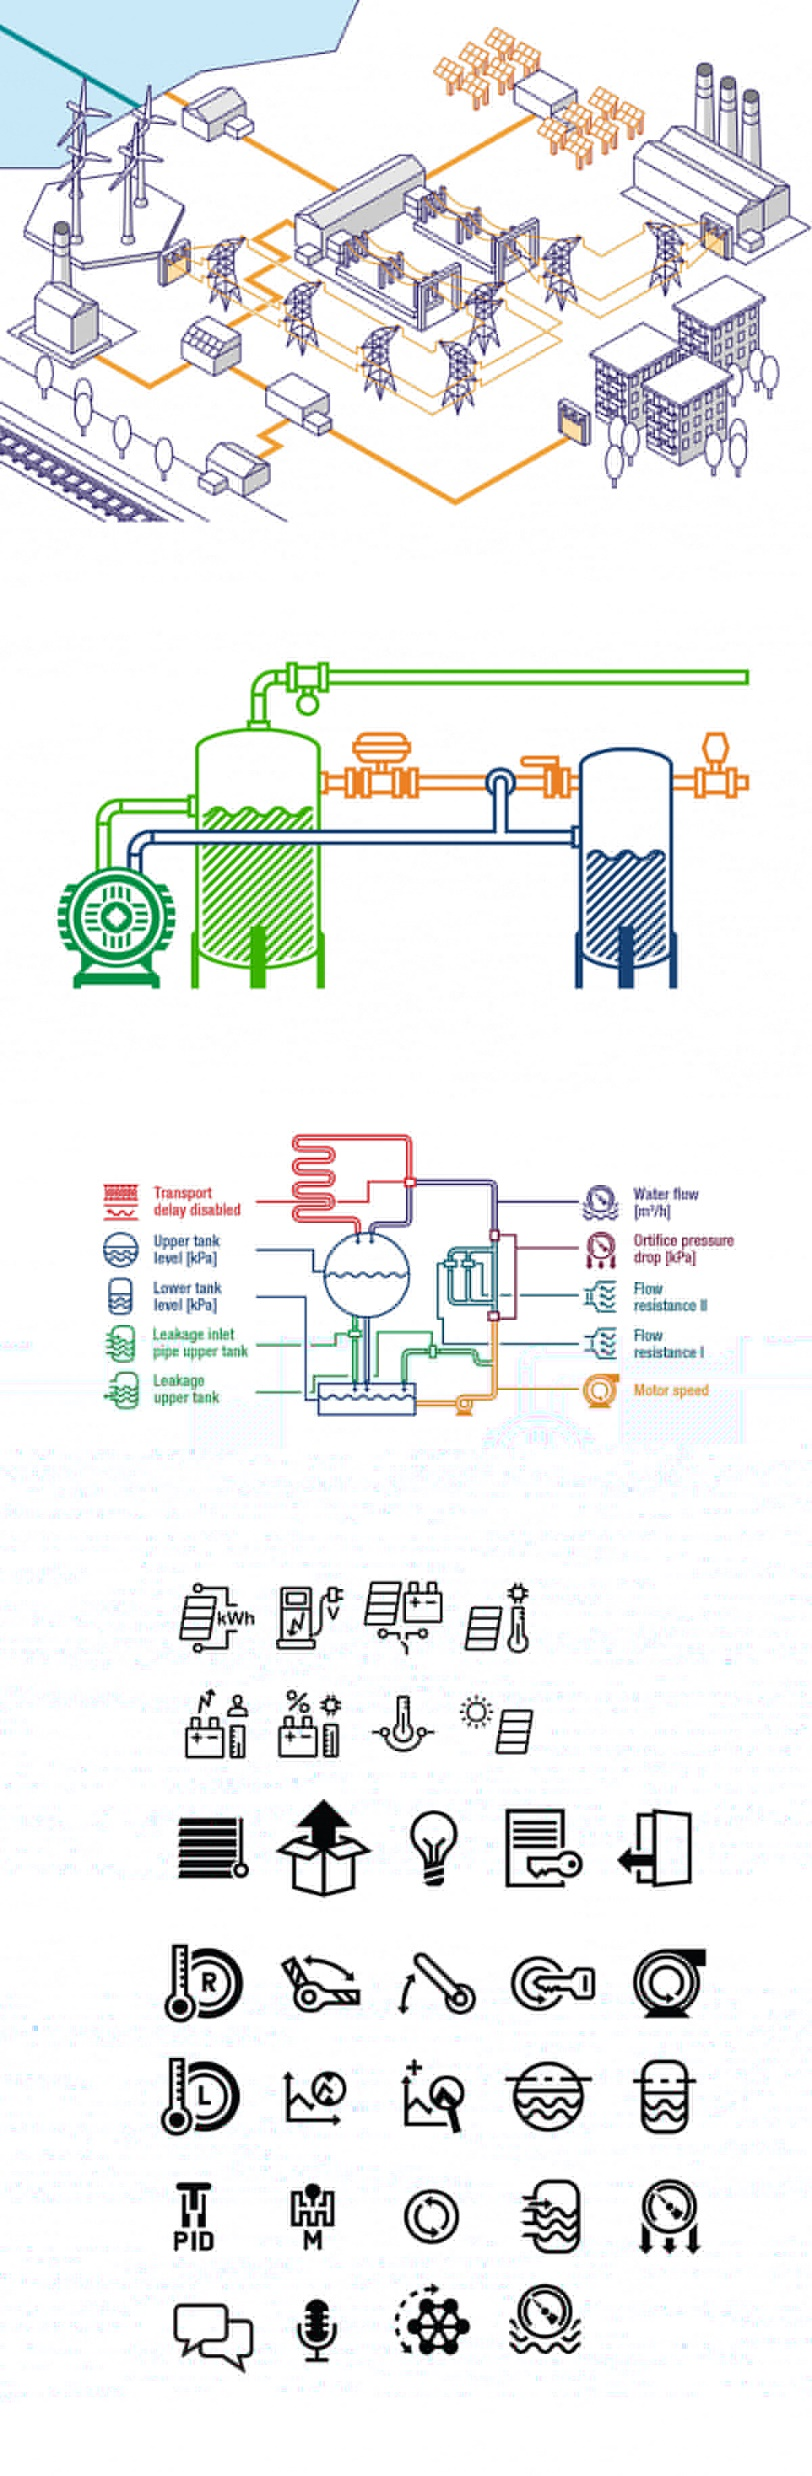 Transport
delay disabled
Upper tank
level [kPa]
Lower tank
level [kPa]
Leakage inlet
pipe upper tank
Leakage
upper tank
Water flow
[m³/h]
Ortifice pressure
drop [kPa]
Flow
resistance II
Flow
resistance I
Motor speed
kWh
V
+ -
+ -
%
+ -
R
L
+
PID
M